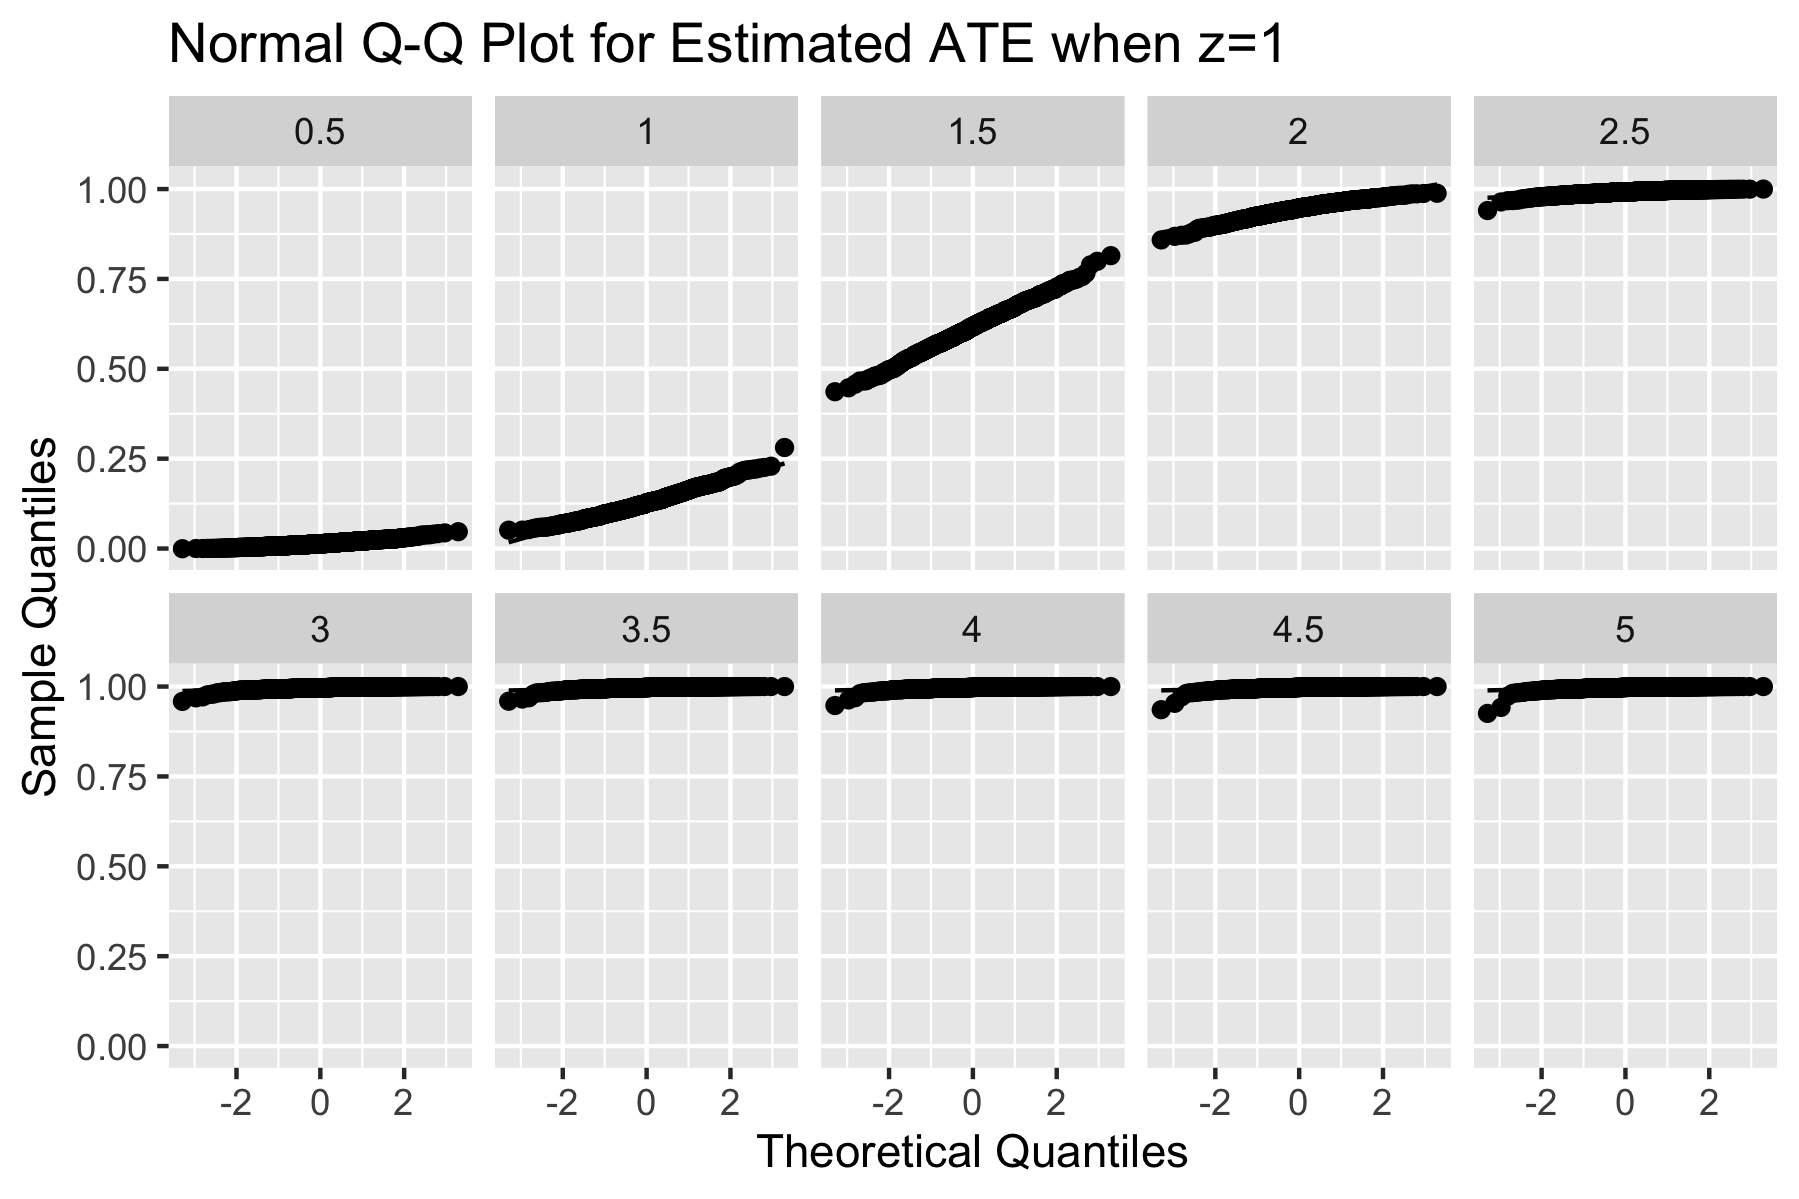 Normal Q-Q Plot for Estimated ATE when z=1
0.5 1 1.5 2 2.5
1.00
0.75
0.50
0.25
0.00
3 3.5 4 4.5 5
1.00
0.75
0.50
0.25
0.00
-2 0 2 -2 0 2 -2 0 2 -2 0 2 -2 0 2
Theoretical Quantiles
Sample Quantiles